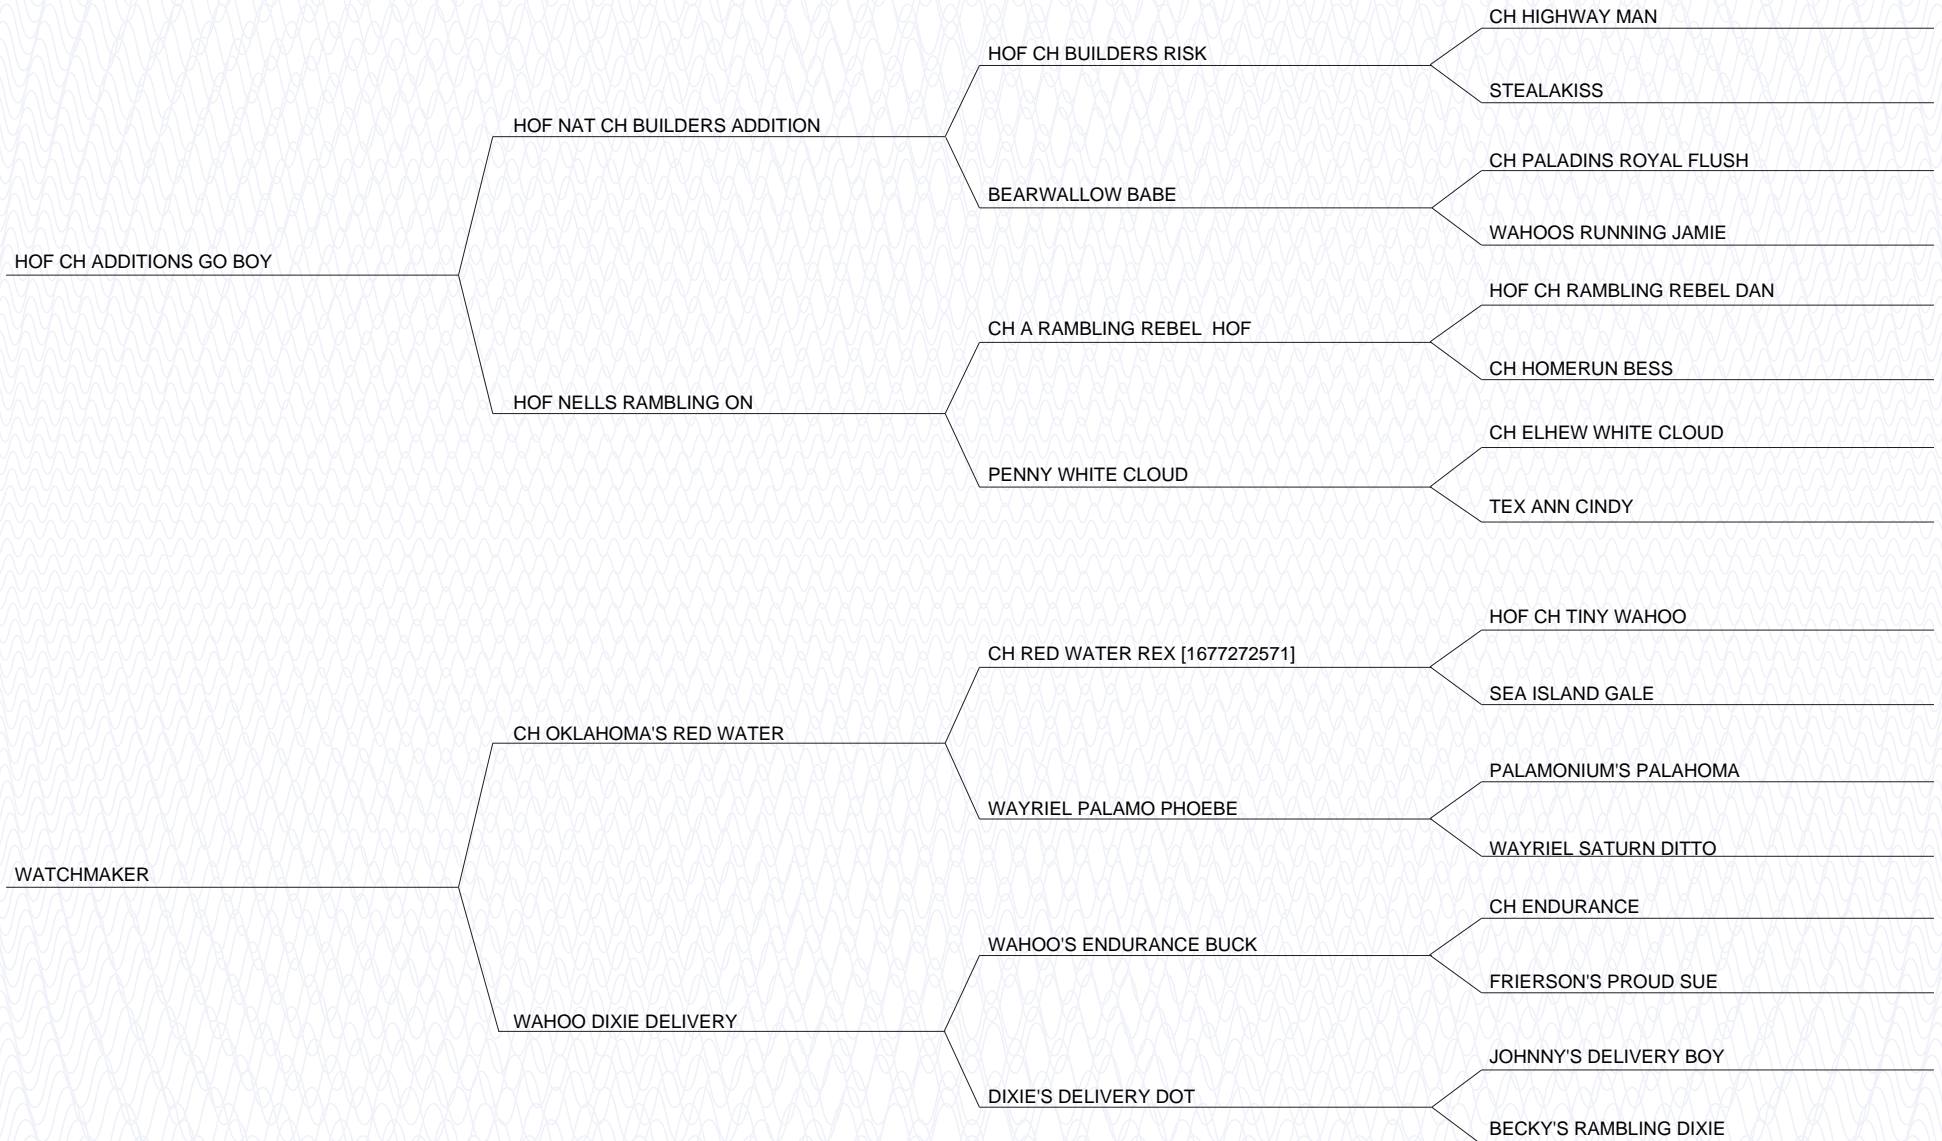 CH HIGHWAY MAN
HOF CH BUILDERS RISK
STEALAKISS
HOF NAT CH BUILDERS ADDITION
CH PALADINS ROYAL FLUSH
BEARWALLOW BABE
WAHOOS RUNNING JAMIE
HOF CH ADDITIONS GO BOY
HOF CH RAMBLING REBEL DAN
CH A RAMBLING REBEL  HOF
CH HOMERUN BESS
HOF NELLS RAMBLING ON
CH ELHEW WHITE CLOUD
PENNY WHITE CLOUD
TEX ANN CINDY
HOF CH TINY WAHOO
CH RED WATER REX [1677272571]
SEA ISLAND GALE
CH OKLAHOMA'S RED WATER
PALAMONIUM'S PALAHOMA
WAYRIEL PALAMO PHOEBE
WAYRIEL SATURN DITTO
WATCHMAKER
CH ENDURANCE
WAHOO'S ENDURANCE BUCK
FRIERSON'S PROUD SUE
WAHOO DIXIE DELIVERY
JOHNNY'S DELIVERY BOY
DIXIE'S DELIVERY DOT
BECKY'S RAMBLING DIXIE